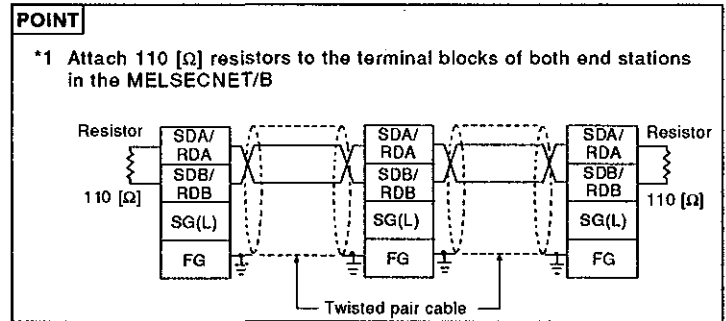 POINT
*1 Attach 110 [Ω] resistors to the terminal blocks of both end stations
in the MELSECNET/B
Resistor
110 [Ω]
SDA/
RDA
SDB/
RDB
SG(L)
FG
SDA/
RDA
SDB/
RDB
SG(L)
FG
SDA/
RDA
SDB/
RDB
SG(L)
FG
Resistor
110 [Ω]
Twisted pair cable